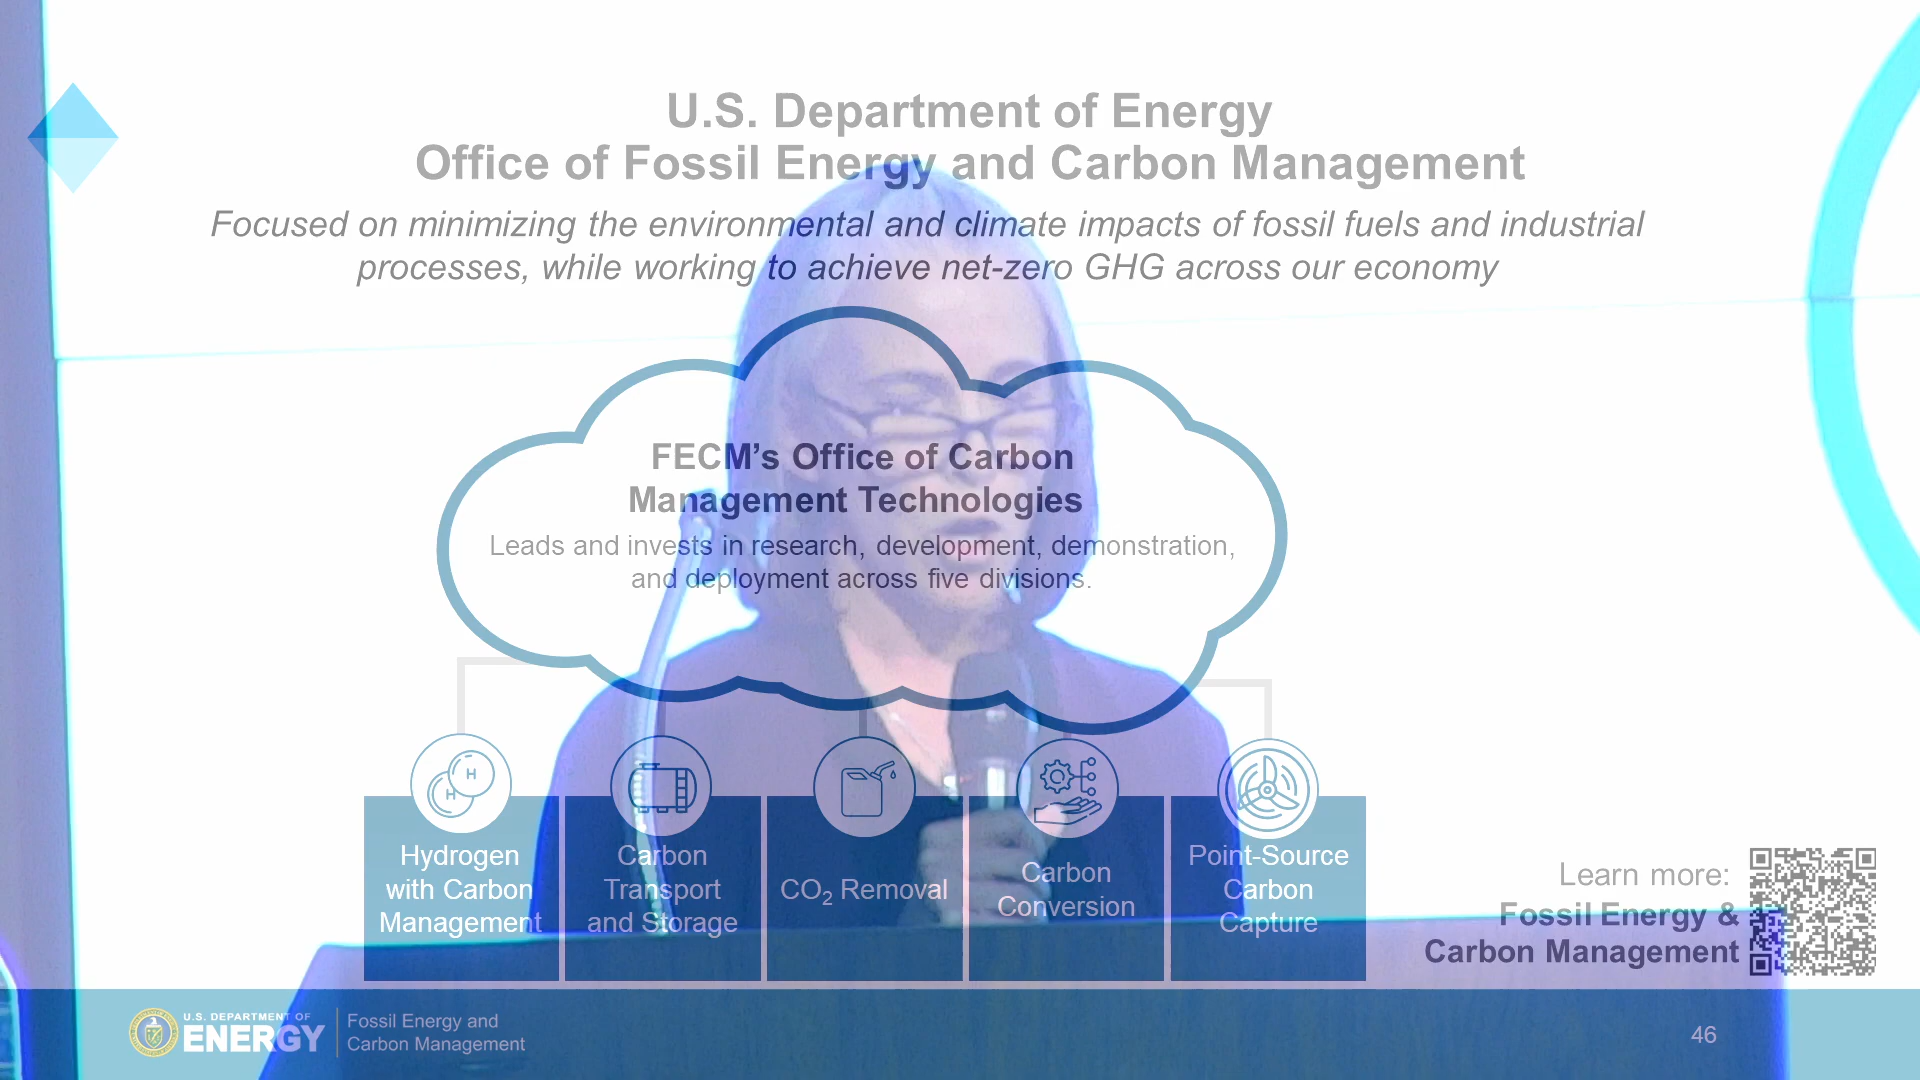 U.S. Department of Energy
Office of Fossil Energy and Carbon Management
Focused on minimizing the environmental and climate impacts of fossil fuels and industrial
processes, while working to achieve net-zero GHG across our economy
FECM’s Office of Carbon
Management Technologies
Leads and invests in research, development, demonstration,
and deployment across five divisions.
H
H
Hydrogen
with Carbon
Management
Carbon
Transport
and Storage
CO₂ Removal
Carbon
Conversion
Point-Source
Carbon
Capture
Learn more:
Fossil Energy &
Carbon Management
U.S. DEPARTMENT OF
ENERGY
Fossil Energy and
Carbon Management
46